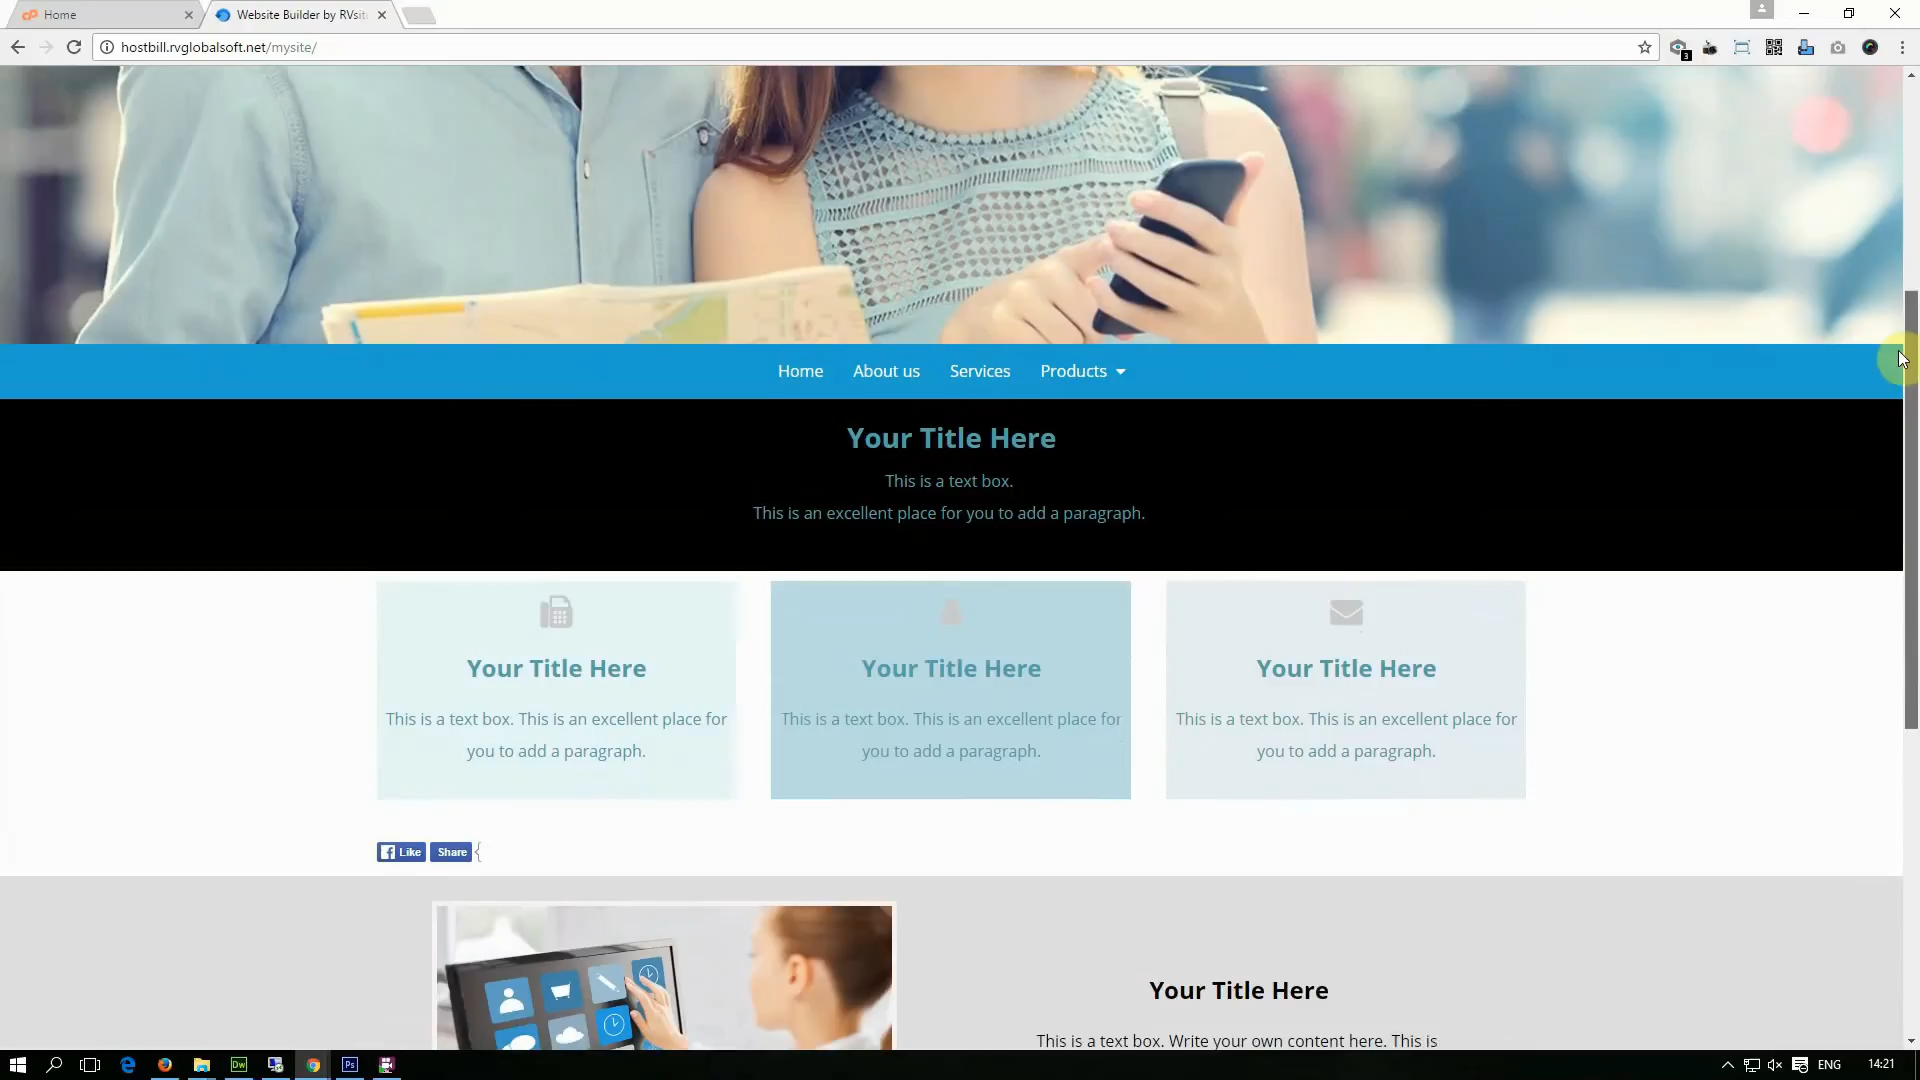 Home
Website Builder by RVsit
hostbill.rvglobalsoft.net/mysite/
3
Home About us Services Products
Your Title Here
This is a text box.
This is an excellent place for you to add a paragraph.
Your Title Here
This is a text box. This is an excellent place for
you to add a paragraph.
Your Title Here
This is a text box. This is an excellent place for
you to add a paragraph.
Your Title Here
This is a text box. This is an excellent place for
you to add a paragraph.
Like Share
Your Title Here
This is a text box. Write your own content here. This is
Dw Ps ENG 14:21